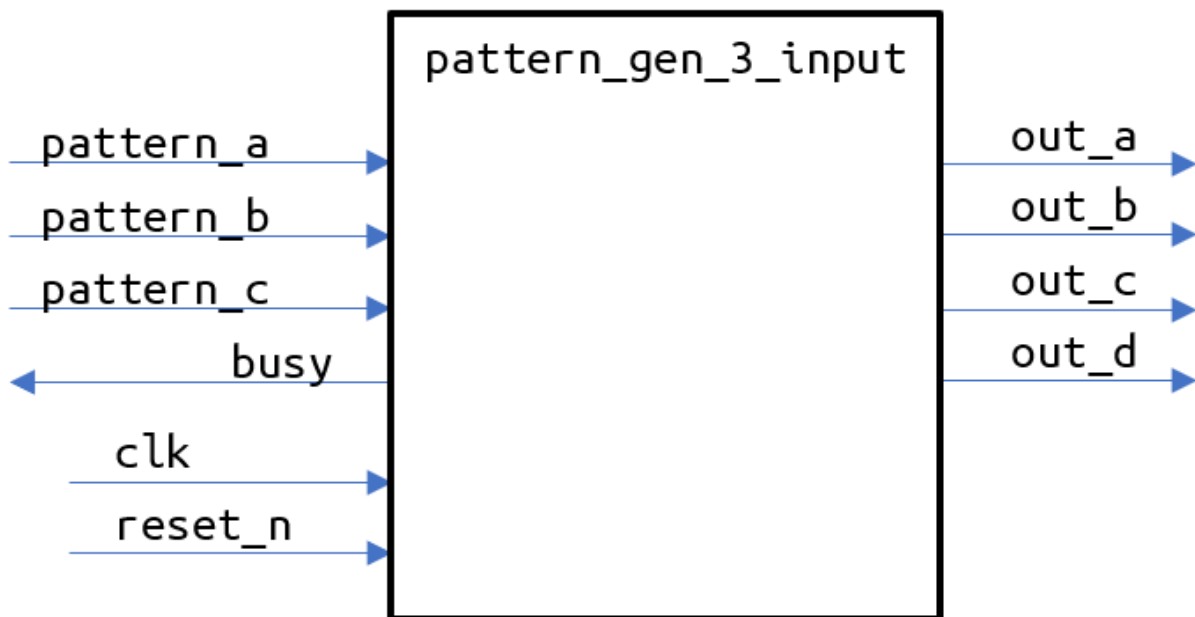 pattern_gen_3_input
pattern_a
pattern_b
pattern_c
busy
clk
reset_n
out_a
out_b
out_c
out_d